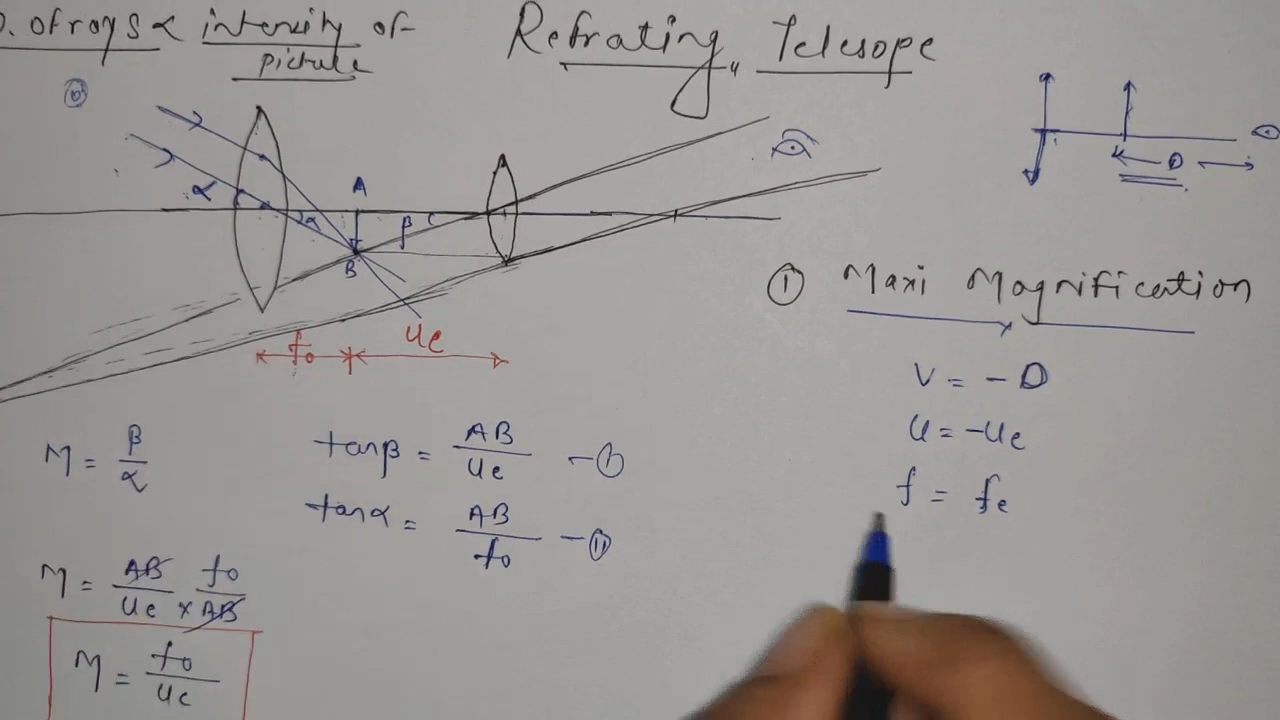 D. of rays α intensity of
picture
Refrating Telesope
α
α
A
β
B
D
fo
ue
① Maxi Magnification
V = - D
u = -ue
f = fe
M = β/α
tanβ = AB/ue - ①
tanα = AB/fo - ⑪
M = AB/ue × fo/AB
M = fo/ue